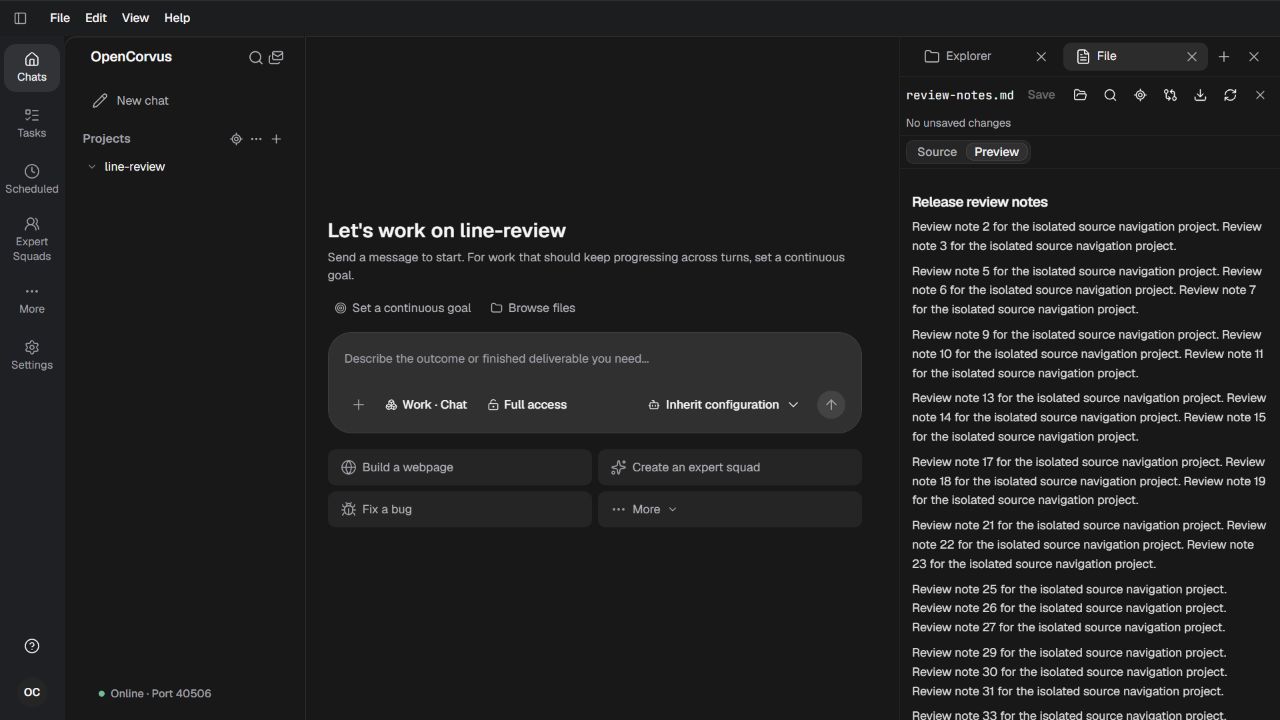 File Edit View Help
Chats
Tasks
Scheduled
Expert
Squads
More
Settings
OC
OpenCorvus
New chat
Projects
line-review
Online · Port 40506
Let's work on line-review
Send a message to start. For work that should keep progressing across turns, set a continuous
goal.
Set a continuous goal
Browse files
Describe the outcome or finished deliverable you need...
Work · Chat
Full access
Inherit configuration
Build a webpage
Create an expert squad
Fix a bug
More
Explorer
File
review-notes.md
Save
No unsaved changes
Source
Preview
Release review notes
Review note 2 for the isolated source navigation project. Review
note 3 for the isolated source navigation project.
Review note 5 for the isolated source navigation project. Review
note 6 for the isolated source navigation project. Review note 7
for the isolated source navigation project.
Review note 9 for the isolated source navigation project. Review
note 10 for the isolated source navigation project. Review note 11
for the isolated source navigation project.
Review note 13 for the isolated source navigation project. Review
note 14 for the isolated source navigation project. Review note 15
for the isolated source navigation project.
Review note 17 for the isolated source navigation project. Review
note 18 for the isolated source navigation project. Review note 19
for the isolated source navigation project.
Review note 21 for the isolated source navigation project. Review
note 22 for the isolated source navigation project. Review note
23 for the isolated source navigation project.
Review note 25 for the isolated source navigation project.
Review note 26 for the isolated source navigation project.
Review note 27 for the isolated source navigation project.
Review note 29 for the isolated source navigation project.
Review note 30 for the isolated source navigation project.
Review note 31 for the isolated source navigation project.
Review note 33 for the isolated source navigation project.